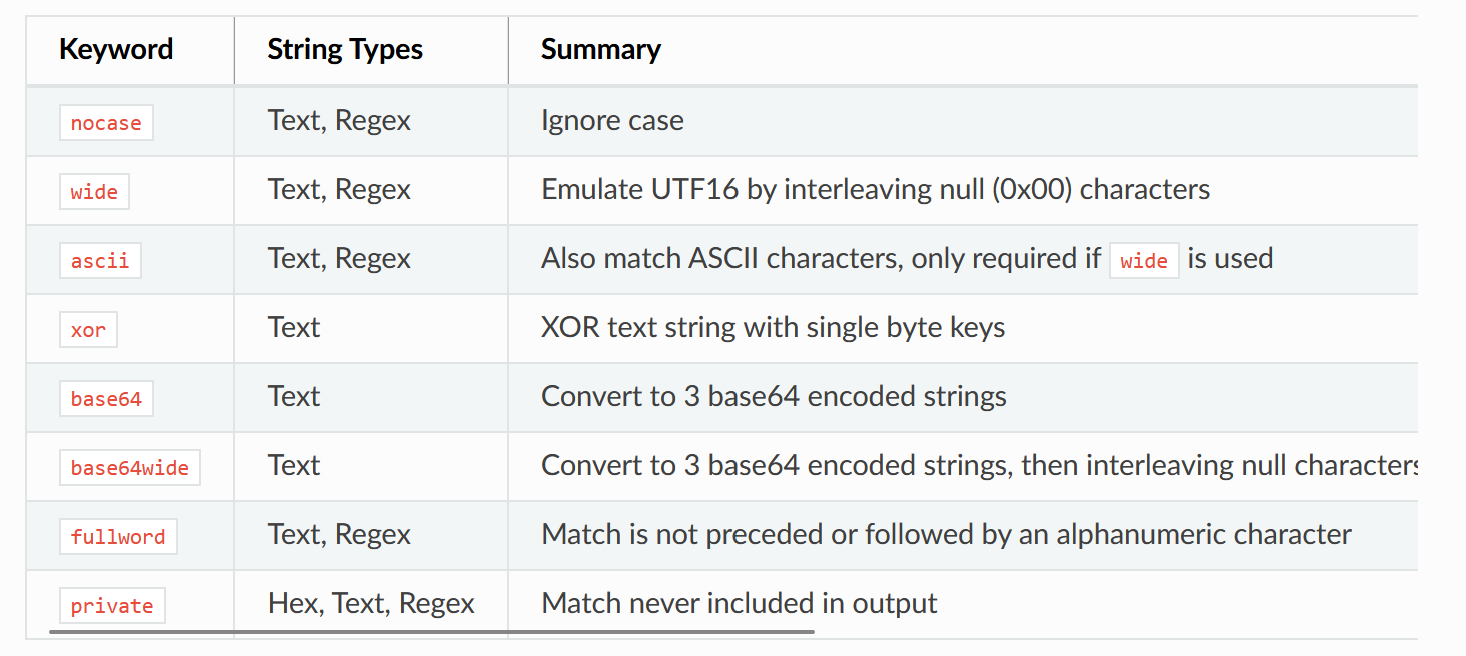 Keyword String Types Summary
nocase Text, Regex Ignore case
wide Text, Regex Emulate UTF16 by interleaving null (0x00) characters
ascii Text, Regex Also match ASCII characters, only required if wide is used
xor Text XOR text string with single byte keys
base64 Text Convert to 3 base64 encoded strings
base64wide Text Convert to 3 base64 encoded strings, then interleaving null characters
fullword Text, Regex Match is not preceded or followed by an alphanumeric character
private Hex, Text, Regex Match never included in output